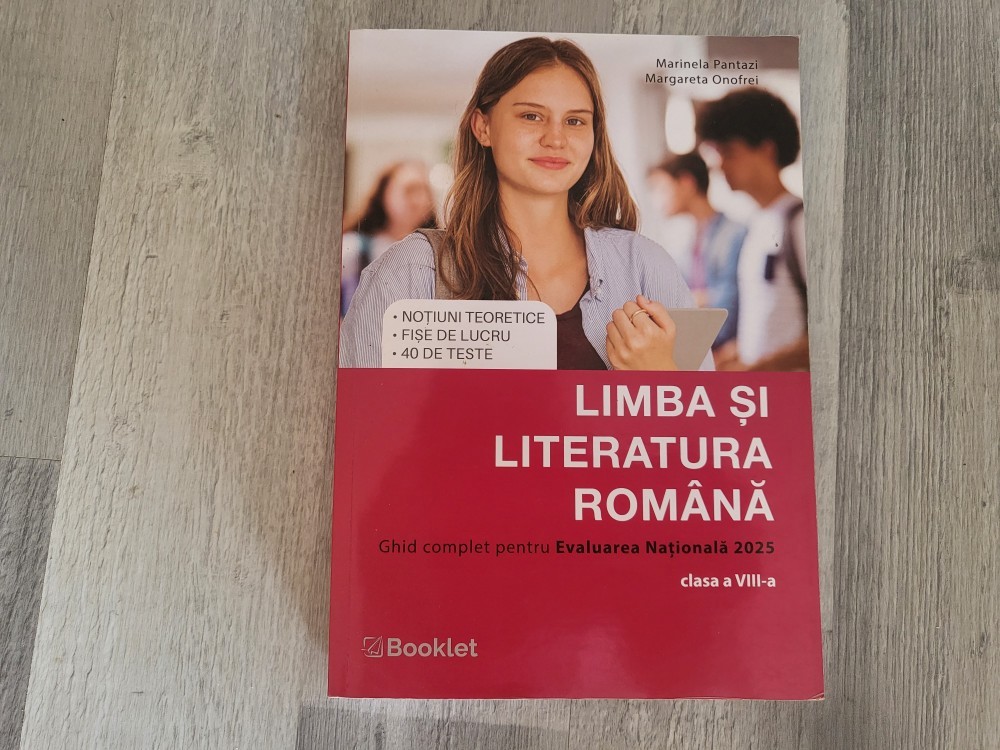 Marinela Pantazi
Margareta Onofrei
• NOȚIUNI TEORETICE
• FIȘE DE LUCRU
• 40 DE TESTE
LIMBA ȘI
LITERATURA
ROMÂNĂ
Ghid complet pentru Evaluarea Națională 2025
clasa a VIII-a
Booklet